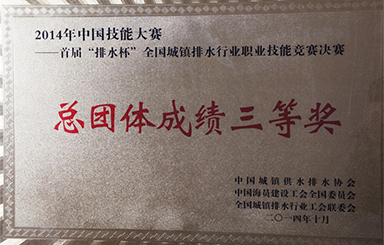 2014年中国技能大赛
——首届“排水杯”全国城镇排水行业职业技能竞赛决赛
总团体成绩三等奖
中国城镇供水排水协会
中国海员建设工会全国委员会
全国城镇排水行业工会联委会
二〇一四年十月